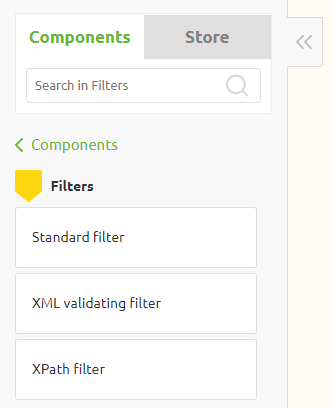 Components Store
Search in Filters
Components
Filters
Standard filter
XML validating filter
XPath filter